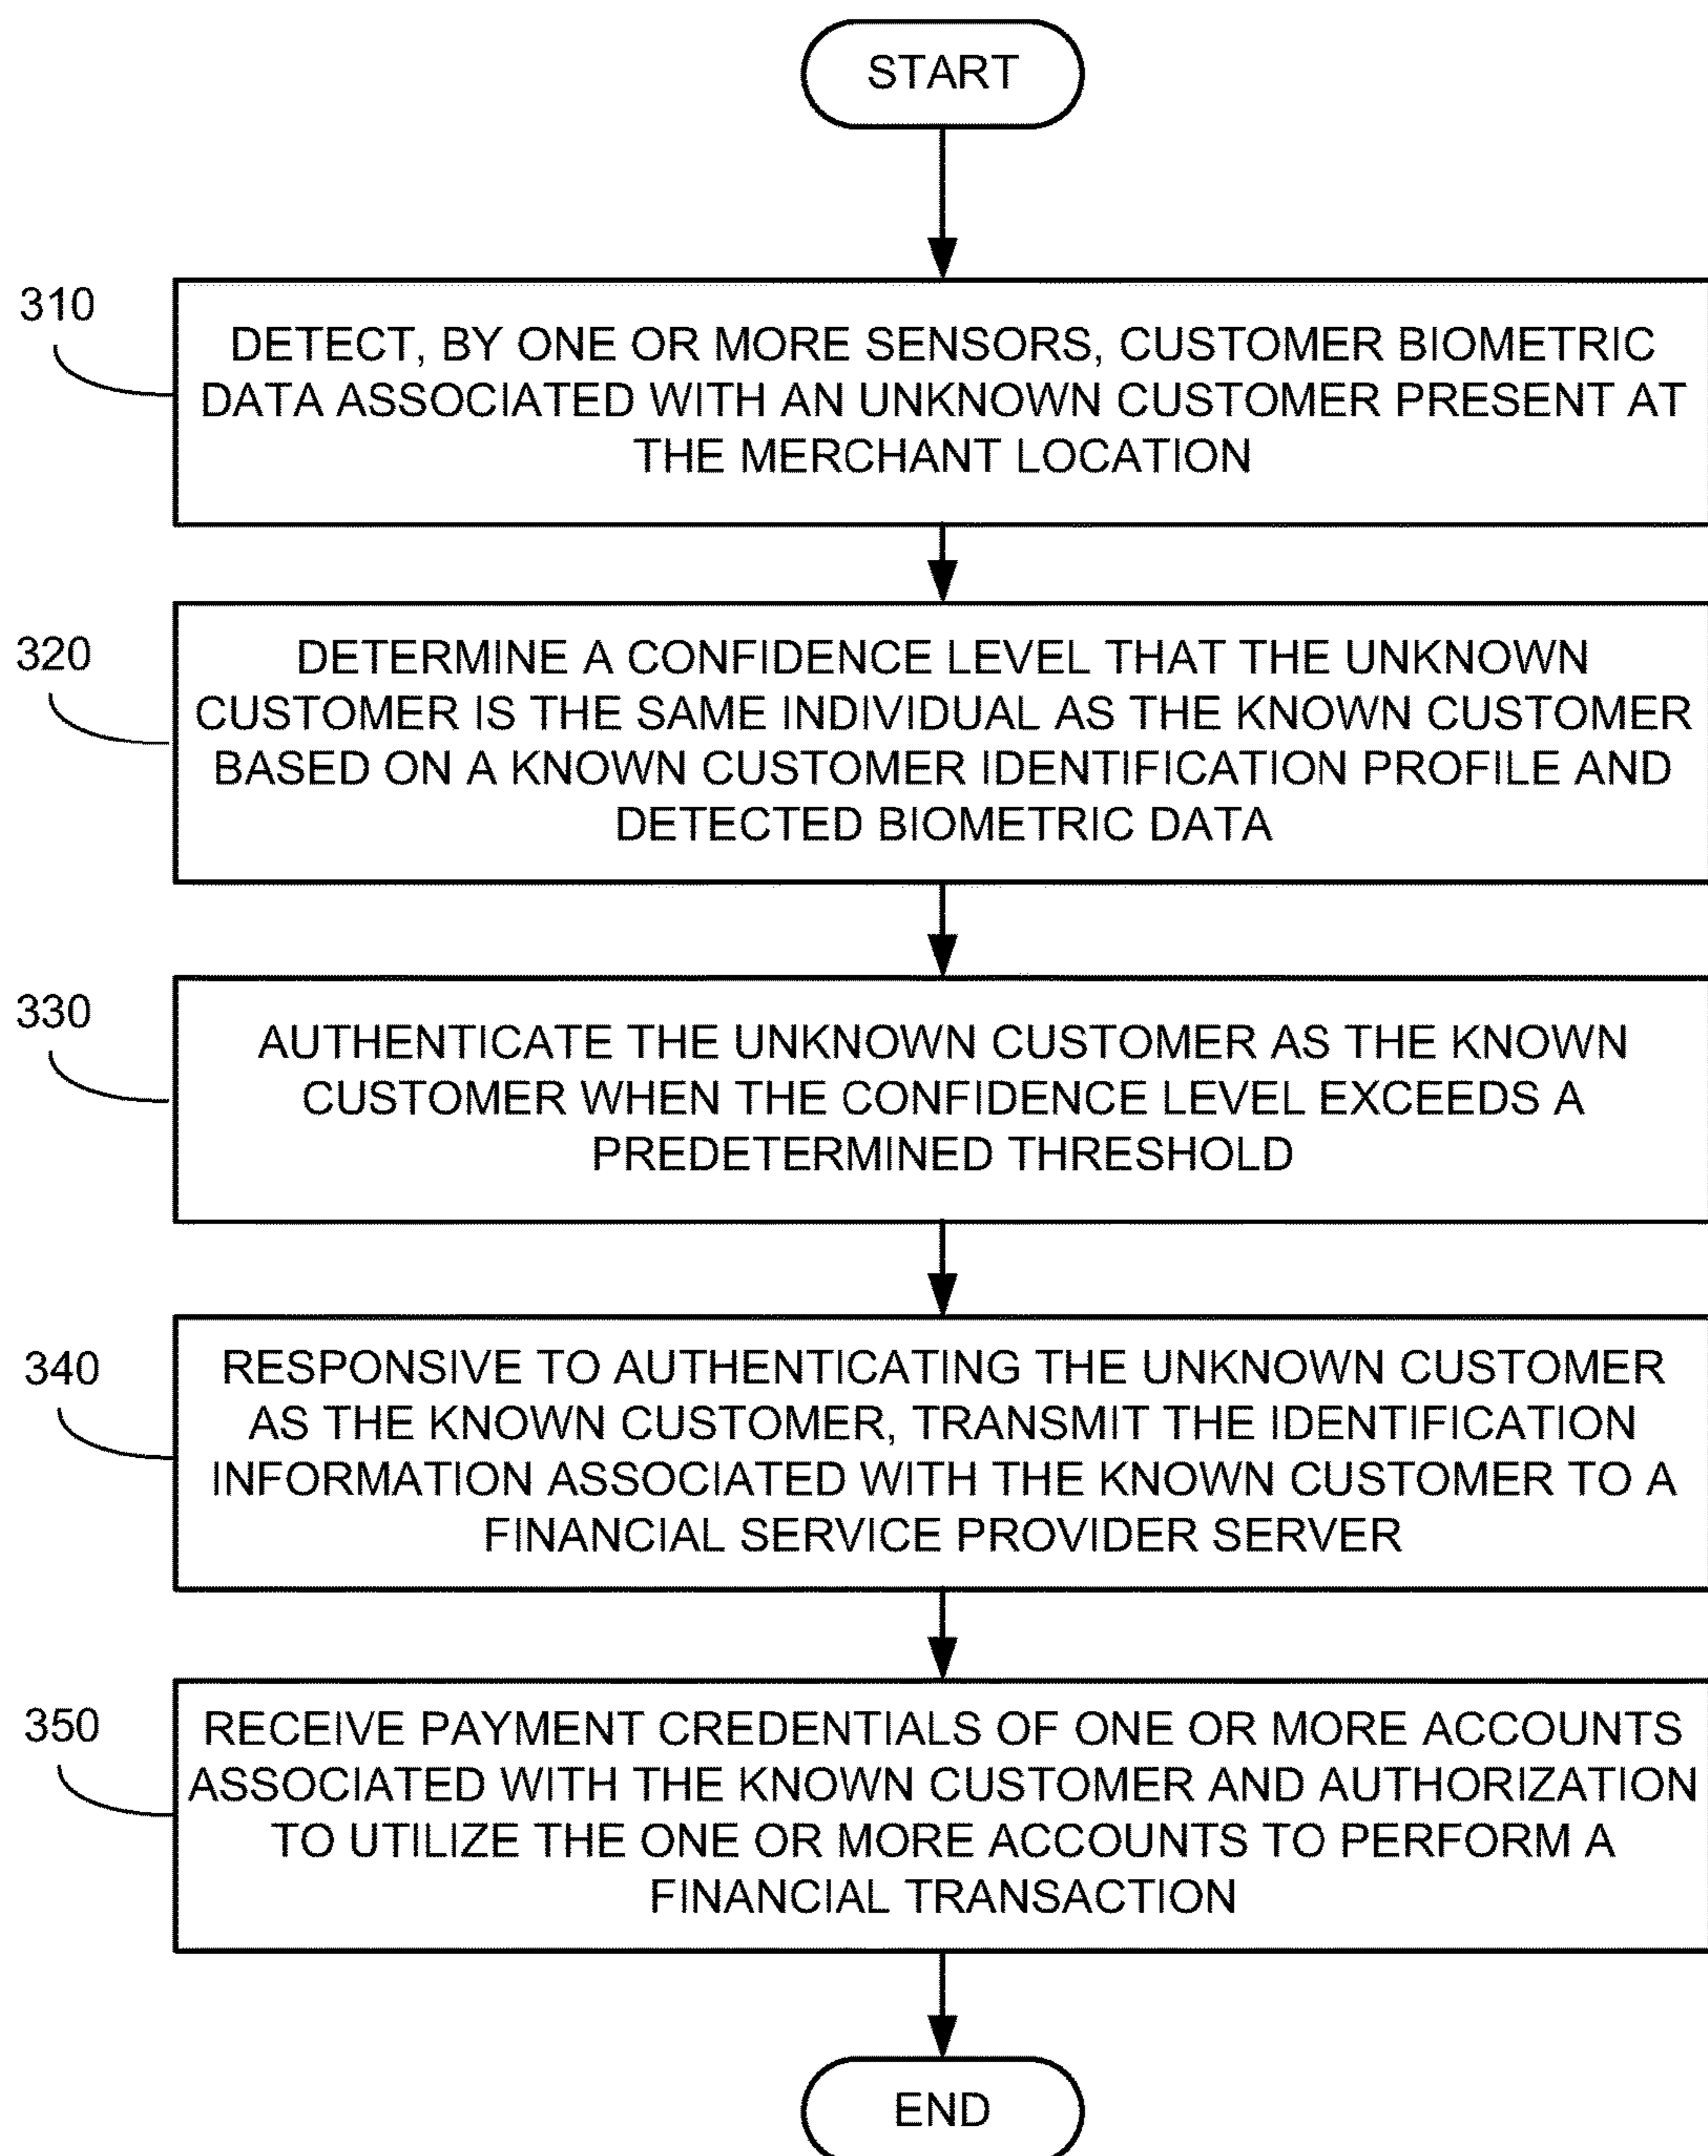 START
310
DETECT, BY ONE OR MORE SENSORS, CUSTOMER BIOMETRIC
DATA ASSOCIATED WITH AN UNKNOWN CUSTOMER PRESENT AT
THE MERCHANT LOCATION
320
DETERMINE A CONFIDENCE LEVEL THAT THE UNKNOWN
CUSTOMER IS THE SAME INDIVIDUAL AS THE KNOWN CUSTOMER
BASED ON A KNOWN CUSTOMER IDENTIFICATION PROFILE AND
DETECTED BIOMETRIC DATA
330
AUTHENTICATE THE UNKNOWN CUSTOMER AS THE KNOWN
CUSTOMER WHEN THE CONFIDENCE LEVEL EXCEEDS A
PREDETERMINED THRESHOLD
340
RESPONSIVE TO AUTHENTICATING THE UNKNOWN CUSTOMER
AS THE KNOWN CUSTOMER, TRANSMIT THE IDENTIFICATION
INFORMATION ASSOCIATED WITH THE KNOWN CUSTOMER TO A
FINANCIAL SERVICE PROVIDER SERVER
350
RECEIVE PAYMENT CREDENTIALS OF ONE OR MORE ACCOUNTS
ASSOCIATED WITH THE KNOWN CUSTOMER AND AUTHORIZATION
TO UTILIZE THE ONE OR MORE ACCOUNTS TO PERFORM A
FINANCIAL TRANSACTION
END